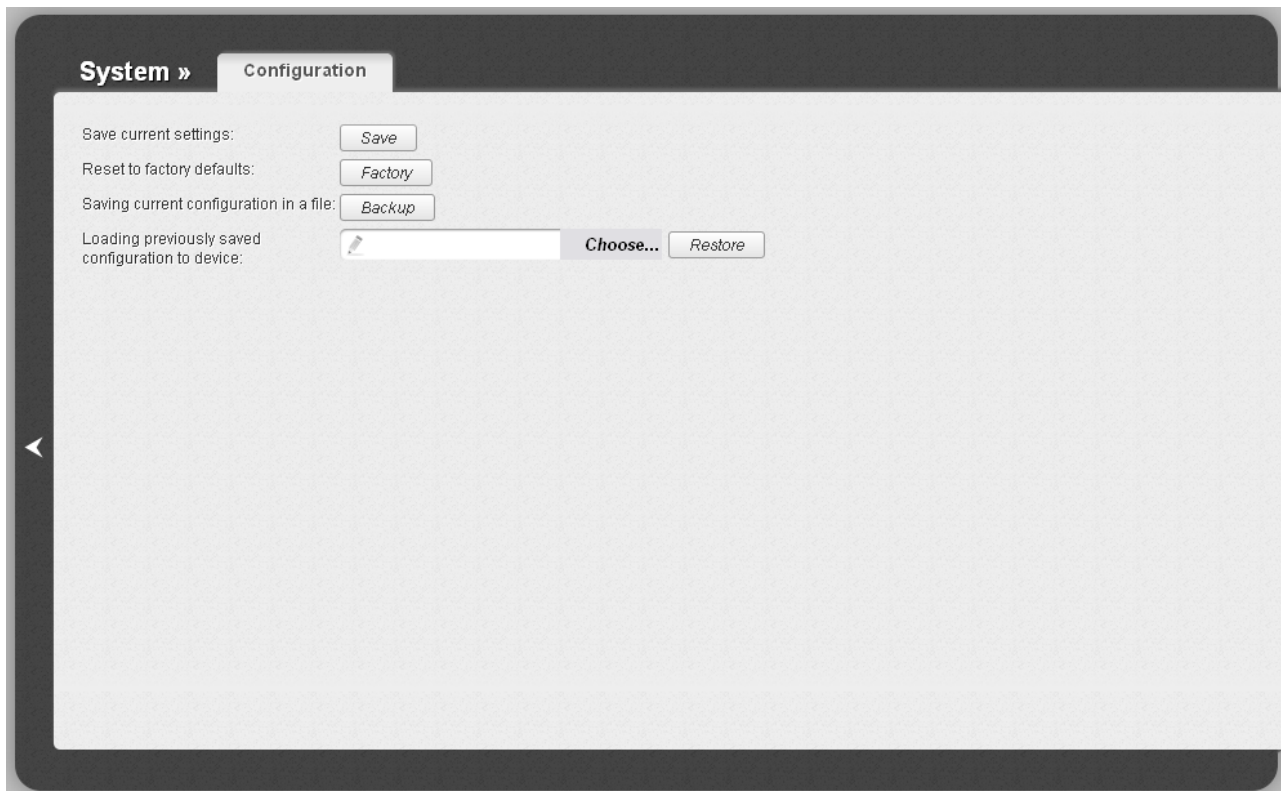 System »
Configuration
Save current settings:
Save
Reset to factory defaults:
Factory
Saving current configuration in a file:
Backup
Loading previously saved
configuration to device:
Choose...
Restore